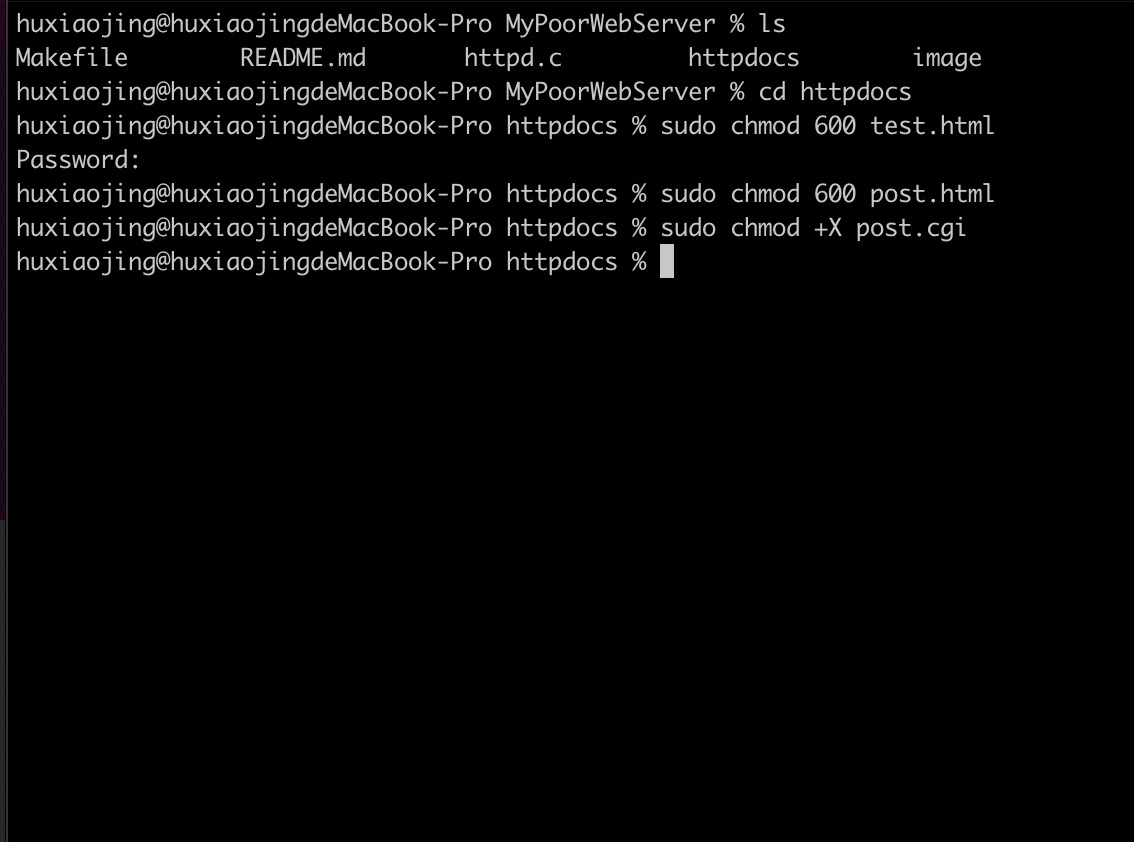 huxiaojing@huxiaojingdeMacBook-Pro MyPoorWebServer % ls
Makefile README.md httpd.c httpdocs image
huxiaojing@huxiaojingdeMacBook-Pro MyPoorWebServer % cd httpdocs
huxiaojing@huxiaojingdeMacBook-Pro httpdocs % sudo chmod 600 test.html
Password:
huxiaojing@huxiaojingdeMacBook-Pro httpdocs % sudo chmod 600 post.html
huxiaojing@huxiaojingdeMacBook-Pro httpdocs % sudo chmod +X post.cgi
huxiaojing@huxiaojingdeMacBook-Pro httpdocs %